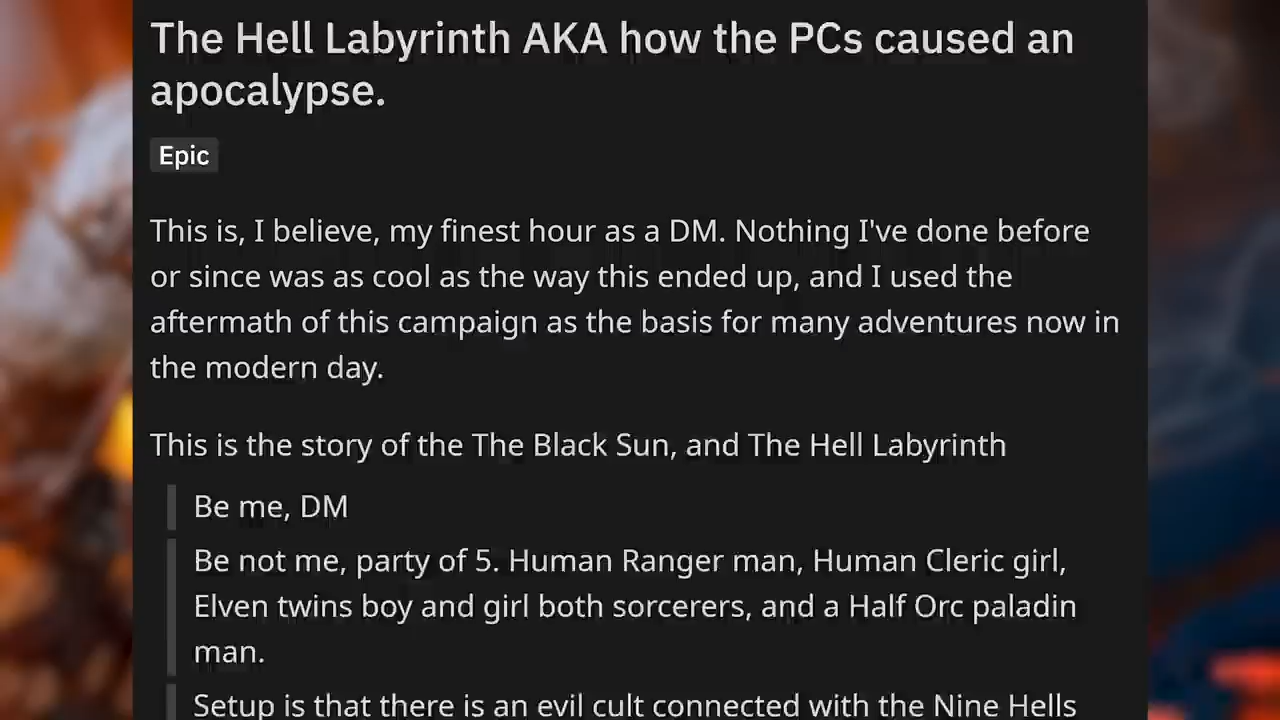 The Hell Labyrinth AKA how the PCs caused an
apocalypse.
Epic
This is, I believe, my finest hour as a DM. Nothing I've done before
or since was as cool as the way this ended up, and I used the
aftermath of this campaign as the basis for many adventures now in
the modern day.
This is the story of the The Black Sun, and The Hell Labyrinth
Be me, DM
Be not me, party of 5. Human Ranger man, Human Cleric girl,
Elven twins boy and girl both sorcerers, and a Half Orc paladin
man.
Setup is that there is an evil cult connected with the Nine Hells